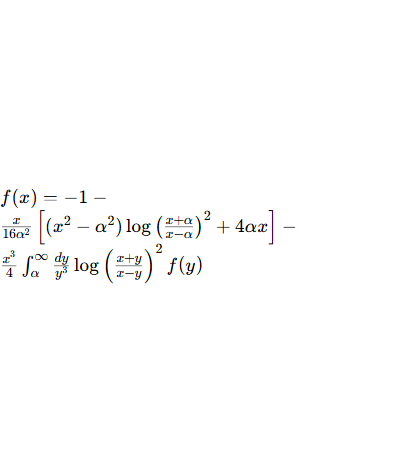 f(x) = −1 −
x/(16α²) [(x² − α²) log ((x+α)/(x−α))² + 4αx] −
x³/4 ∫_α^∞ dy/y³ log ((x+y)/(x−y))² f(y)